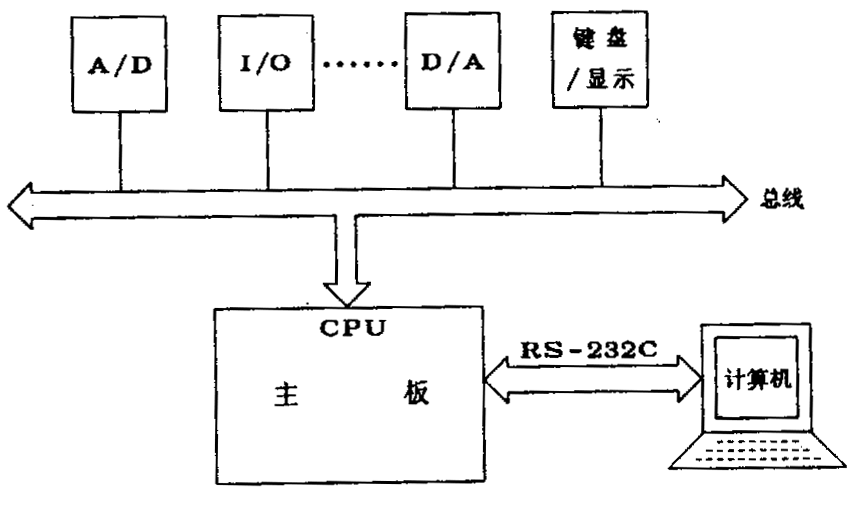 A/D
I/O
……
D/A
键盘
/显示
总线
CPU
主 板
RS-232C
计算机